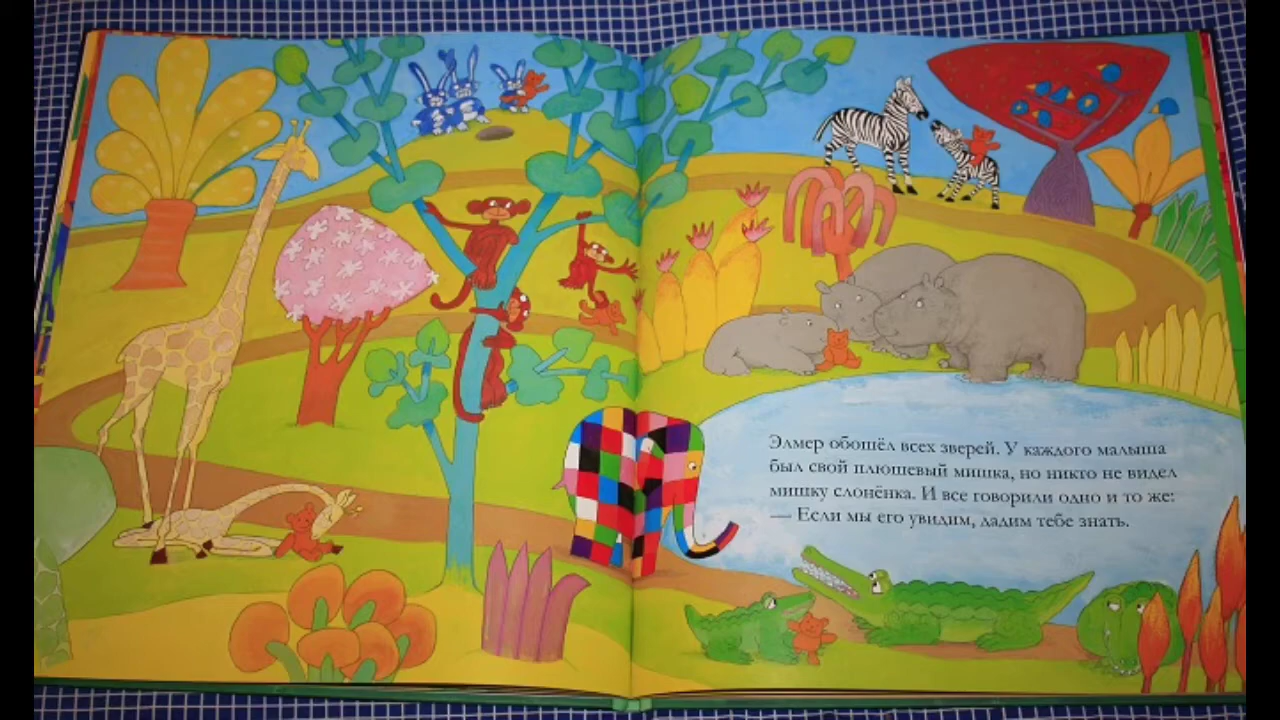 Элмер обошёл всех зверей. У каждого малыша
был свой плюшевый мишка, но никто не видел
мишку слонёнка. И все говорили одно и то же:
— Если мы его увидим, дадим тебе знать.